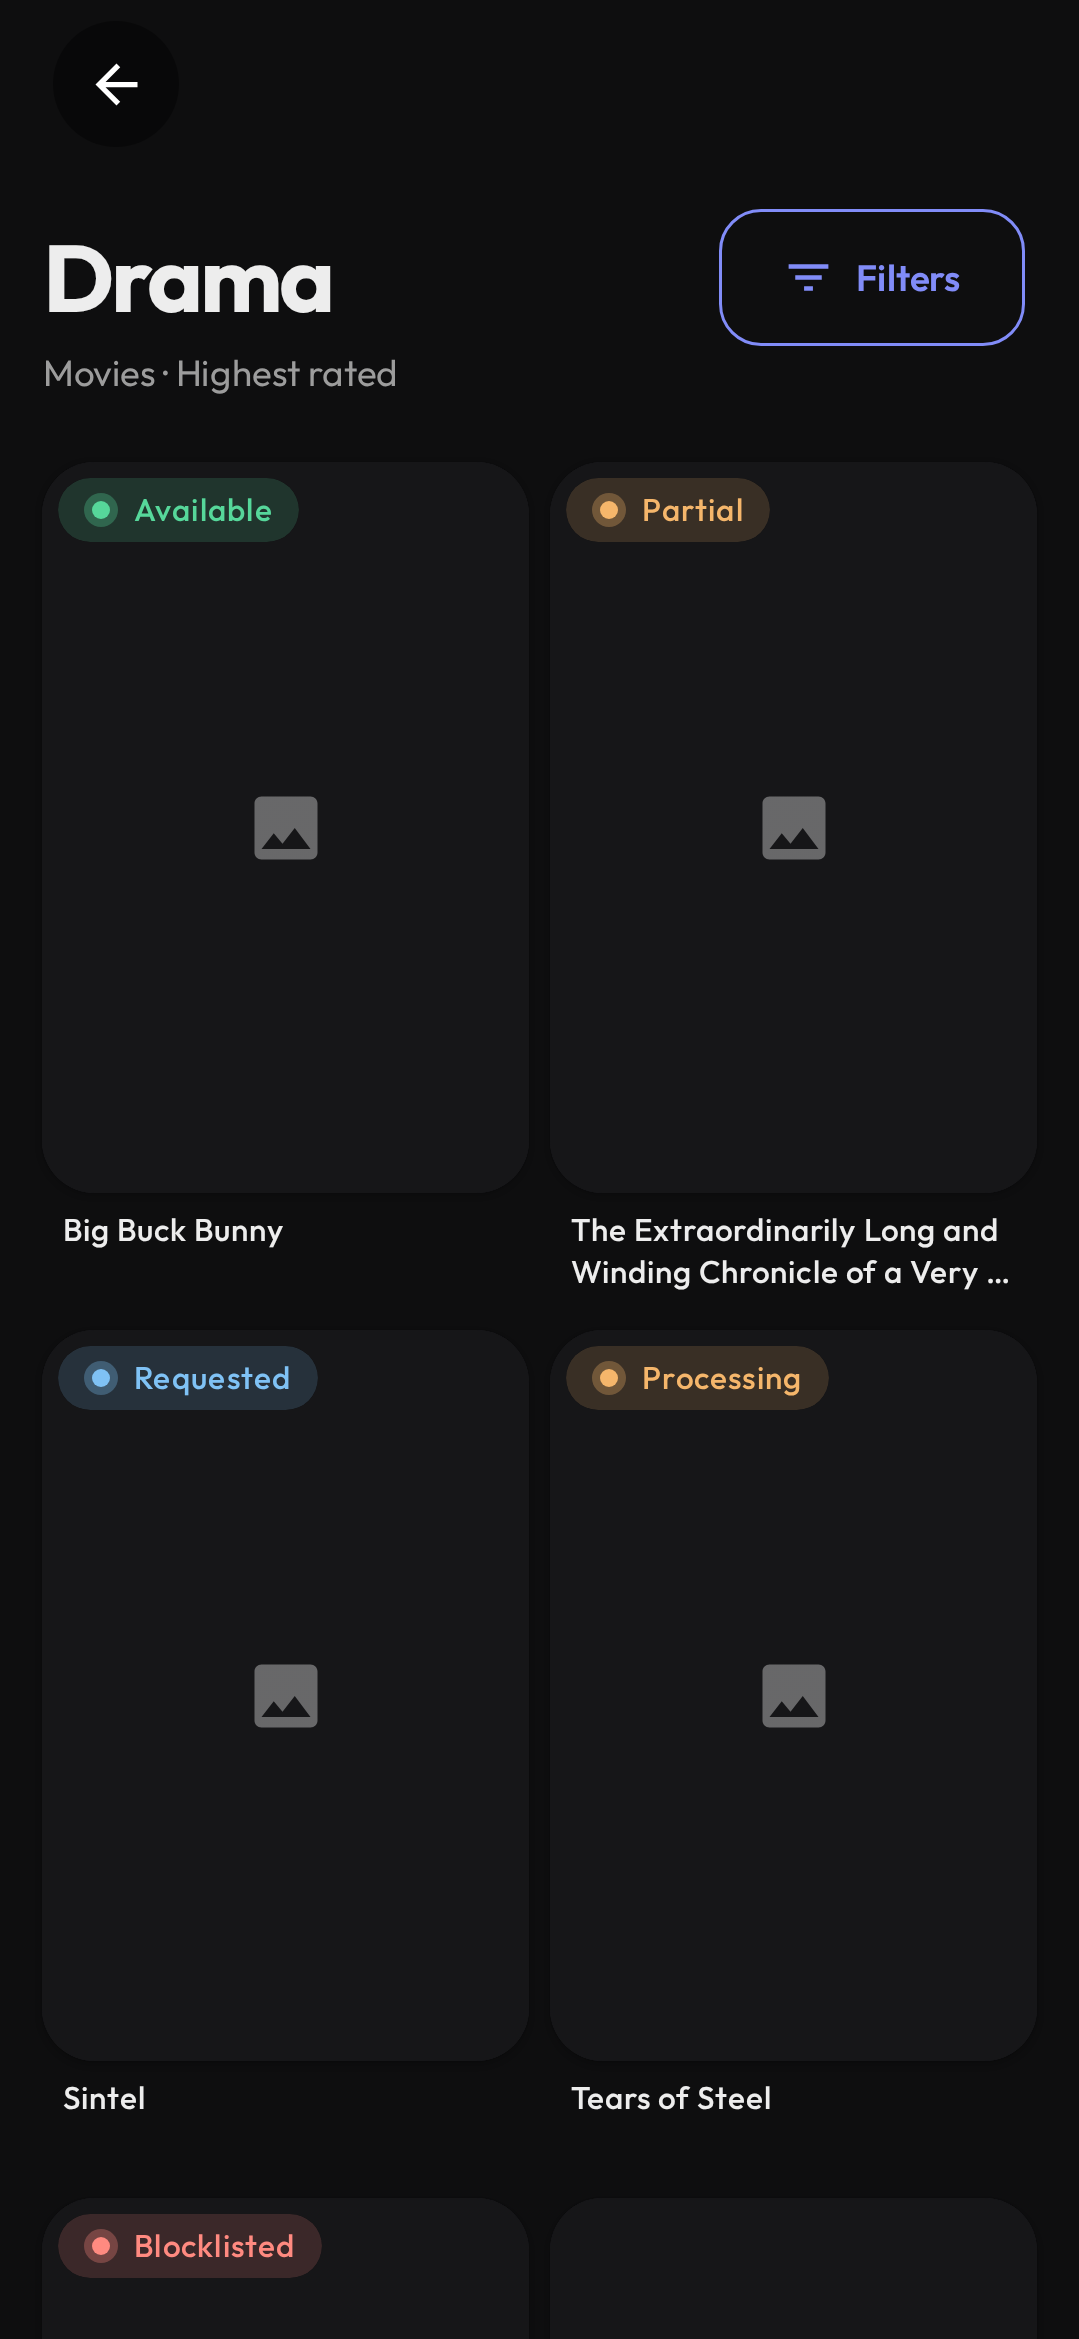 Drama
Filters
Movies · Highest rated
Available
Partial
Big Buck Bunny
The Extraordinarily Long and
Winding Chronicle of a Very ...
Requested
Processing
Sintel
Tears of Steel
Blocklisted